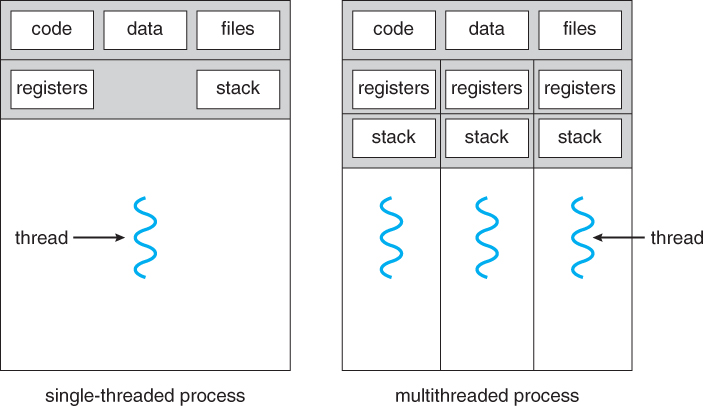 code data files
registers stack
thread
single-threaded process
code data files
registers registers registers
stack stack stack
thread
multithreaded process